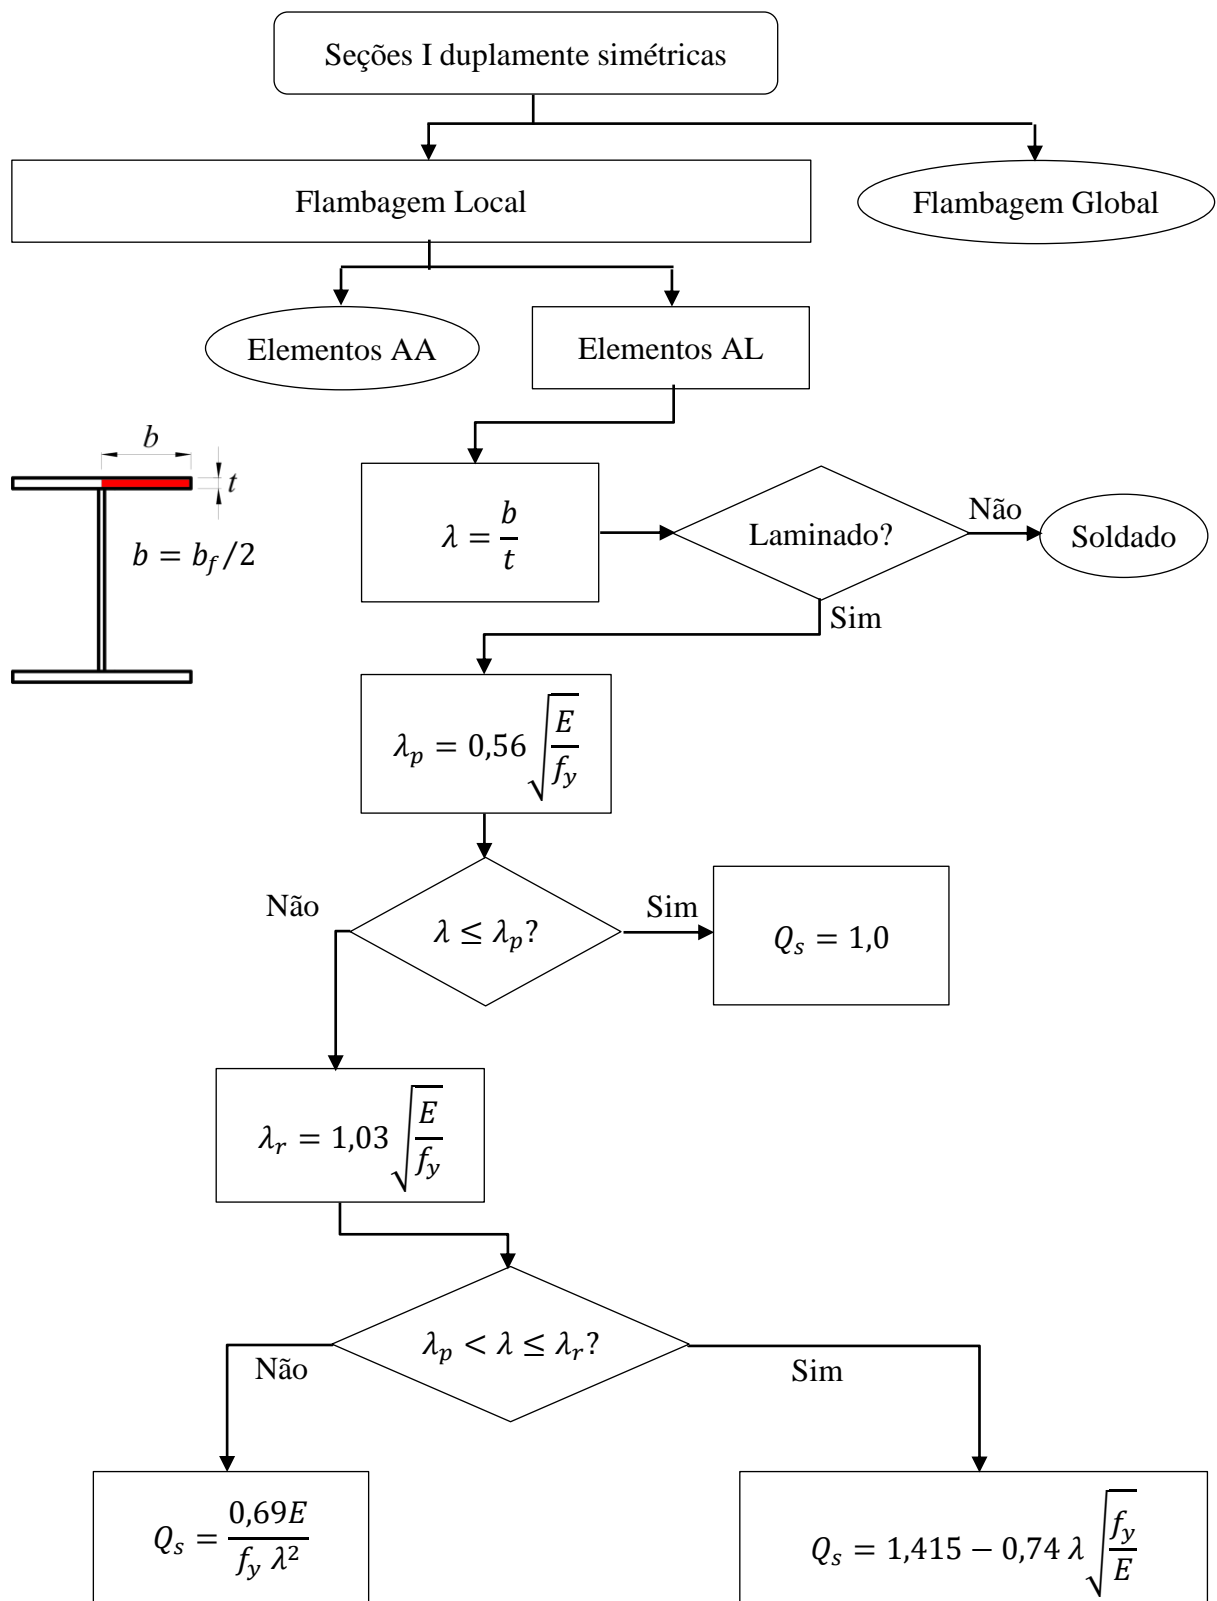 Seções I duplamente simétricas
Flambagem Local
Flambagem Global
Elementos AA
Elementos AL
b
t
b = b_f/2
λ = b/t
Laminado?
Não
Soldado
Sim
λ_p = 0,56 √(E/f_y)
Não
λ ≤ λ_p?
Sim
Q_s = 1,0
λ_r = 1,03 √(E/f_y)
λ_p < λ ≤ λ_r?
Não
Sim
Q_s = 0,69E/(f_y λ²)
Q_s = 1,415 − 0,74 λ √(f_y/E)